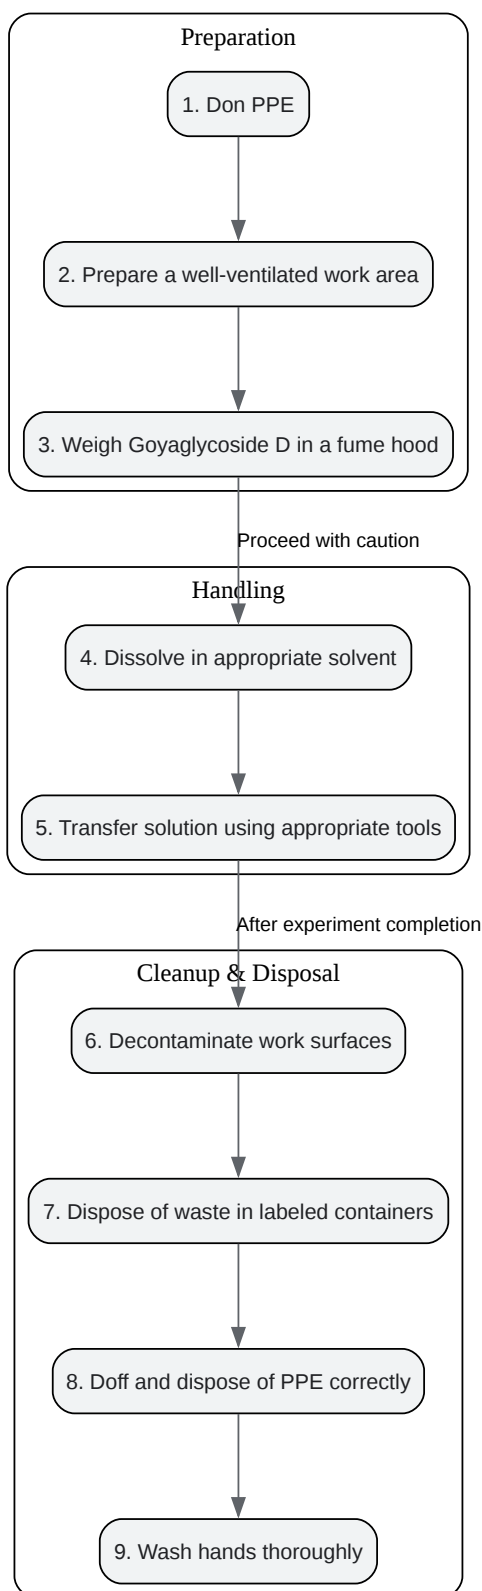 Preparation
1. Don PPE
2. Prepare a well-ventilated work area
3. Weigh Goyaglycoside D in a fume hood
Proceed with caution
Handling
4. Dissolve in appropriate solvent
5. Transfer solution using appropriate tools
After experiment completion
Cleanup & Disposal
6. Decontaminate work surfaces
7. Dispose of waste in labeled containers
8. Doff and dispose of PPE correctly
9. Wash hands thoroughly